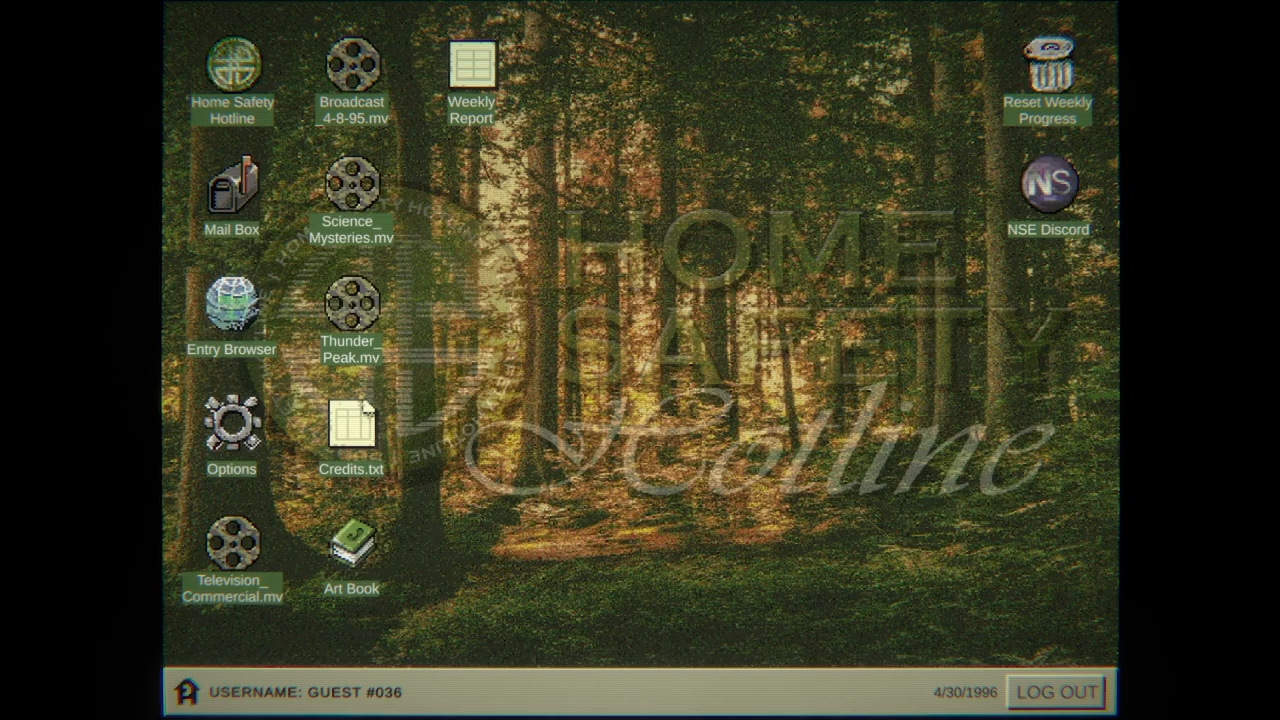 Home Safety
Hotline
Broadcast
_4-8-95.mv
Weekly
Report
Reset Weekly
Progress
Mail Box
Science_
Mysteries.mv
NS
NSE Discord
HOME
SAFETY
Hotline
Entry Browser
Thunder_
Peak.mv
Options
Credits.txt
Television_
Commercial.mv
Art Book
USERNAME: GUEST #036
4/30/1996
LOG OUT